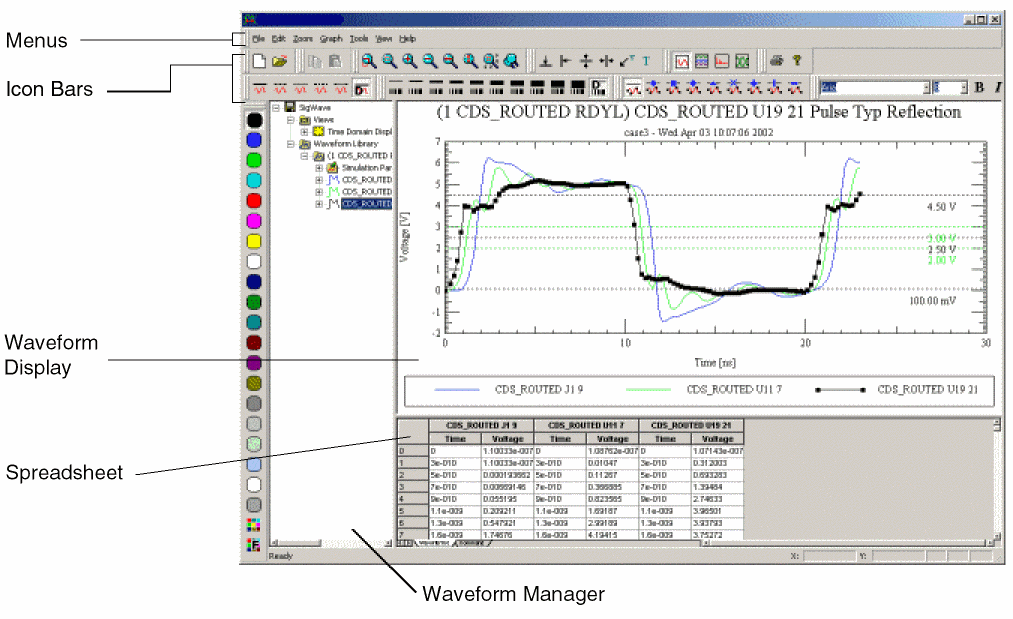 Menus
Icon Bars
Waveform
Display
Spreadsheet
Waveform Manager
File Edit Zoom Graph Tools View Help
SigWave
Views
Time Domain Displ
Waveform Library
(1 CDS_ROUTED
Simulation Par
CDS_ROUTED
CDS_ROUTED
CDS_ROUTED
(1 CDS_ROUTED RDYL) CDS_ROUTED U19 21 Pulse Typ Reflection
case3 - Wed Apr 03 10:07:06 2002
Voltage [V]
7
6
5
4
3
2
1
0
-1
-2
4.50 V
3.00 V
2.50 V
2.00 V
100.00 mV
0 10 20 30
Time [ns]
CDS_ROUTED J1 9 CDS_ROUTED U11 7 CDS_ROUTED U19 21
CDS_ROUTED J1 9 CDS_ROUTED U11 7 CDS_ROUTED U19 21
Time Voltage Time Voltage Time Voltage
0 0 1.10033e-007 0 1.08762e-007 0 1.07143e-007
1 3e-010 1.10033e-007 3e-010 0.01047 3e-010 0.312003
2 5e-010 0.000193662 5e-010 0.11267 5e-010 0.693283
3 7e-010 0.00669146 7e-010 0.366885 7e-010 1.39464
4 9e-010 0.055195 9e-010 0.823565 9e-010 2.74633
5 1.1e-009 0.209211 1.1e-009 1.69187 1.1e-009 3.96501
6 1.3e-009 0.547921 1.3e-009 2.99189 1.3e-009 3.93793
7 1.6e-009 1.74676 1.6e-009 4.19415 1.6e-009 3.75272
Ready X: Y: